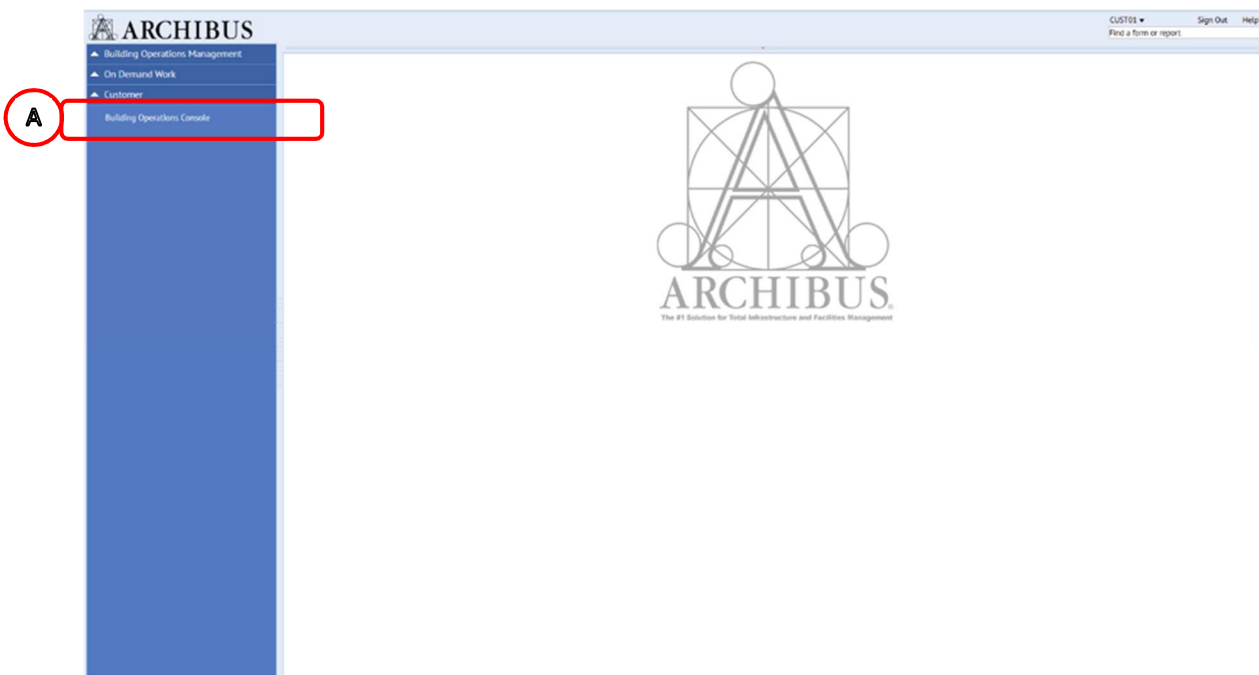 ARCHIBUS
CUST01 Sign Out Help
Find a form or report
Building Operations Management
On Demand Work
Customer
A
Building Operations Console
ARCHIBUS
The #1 Solution for Total Infrastructure and Facilities Management